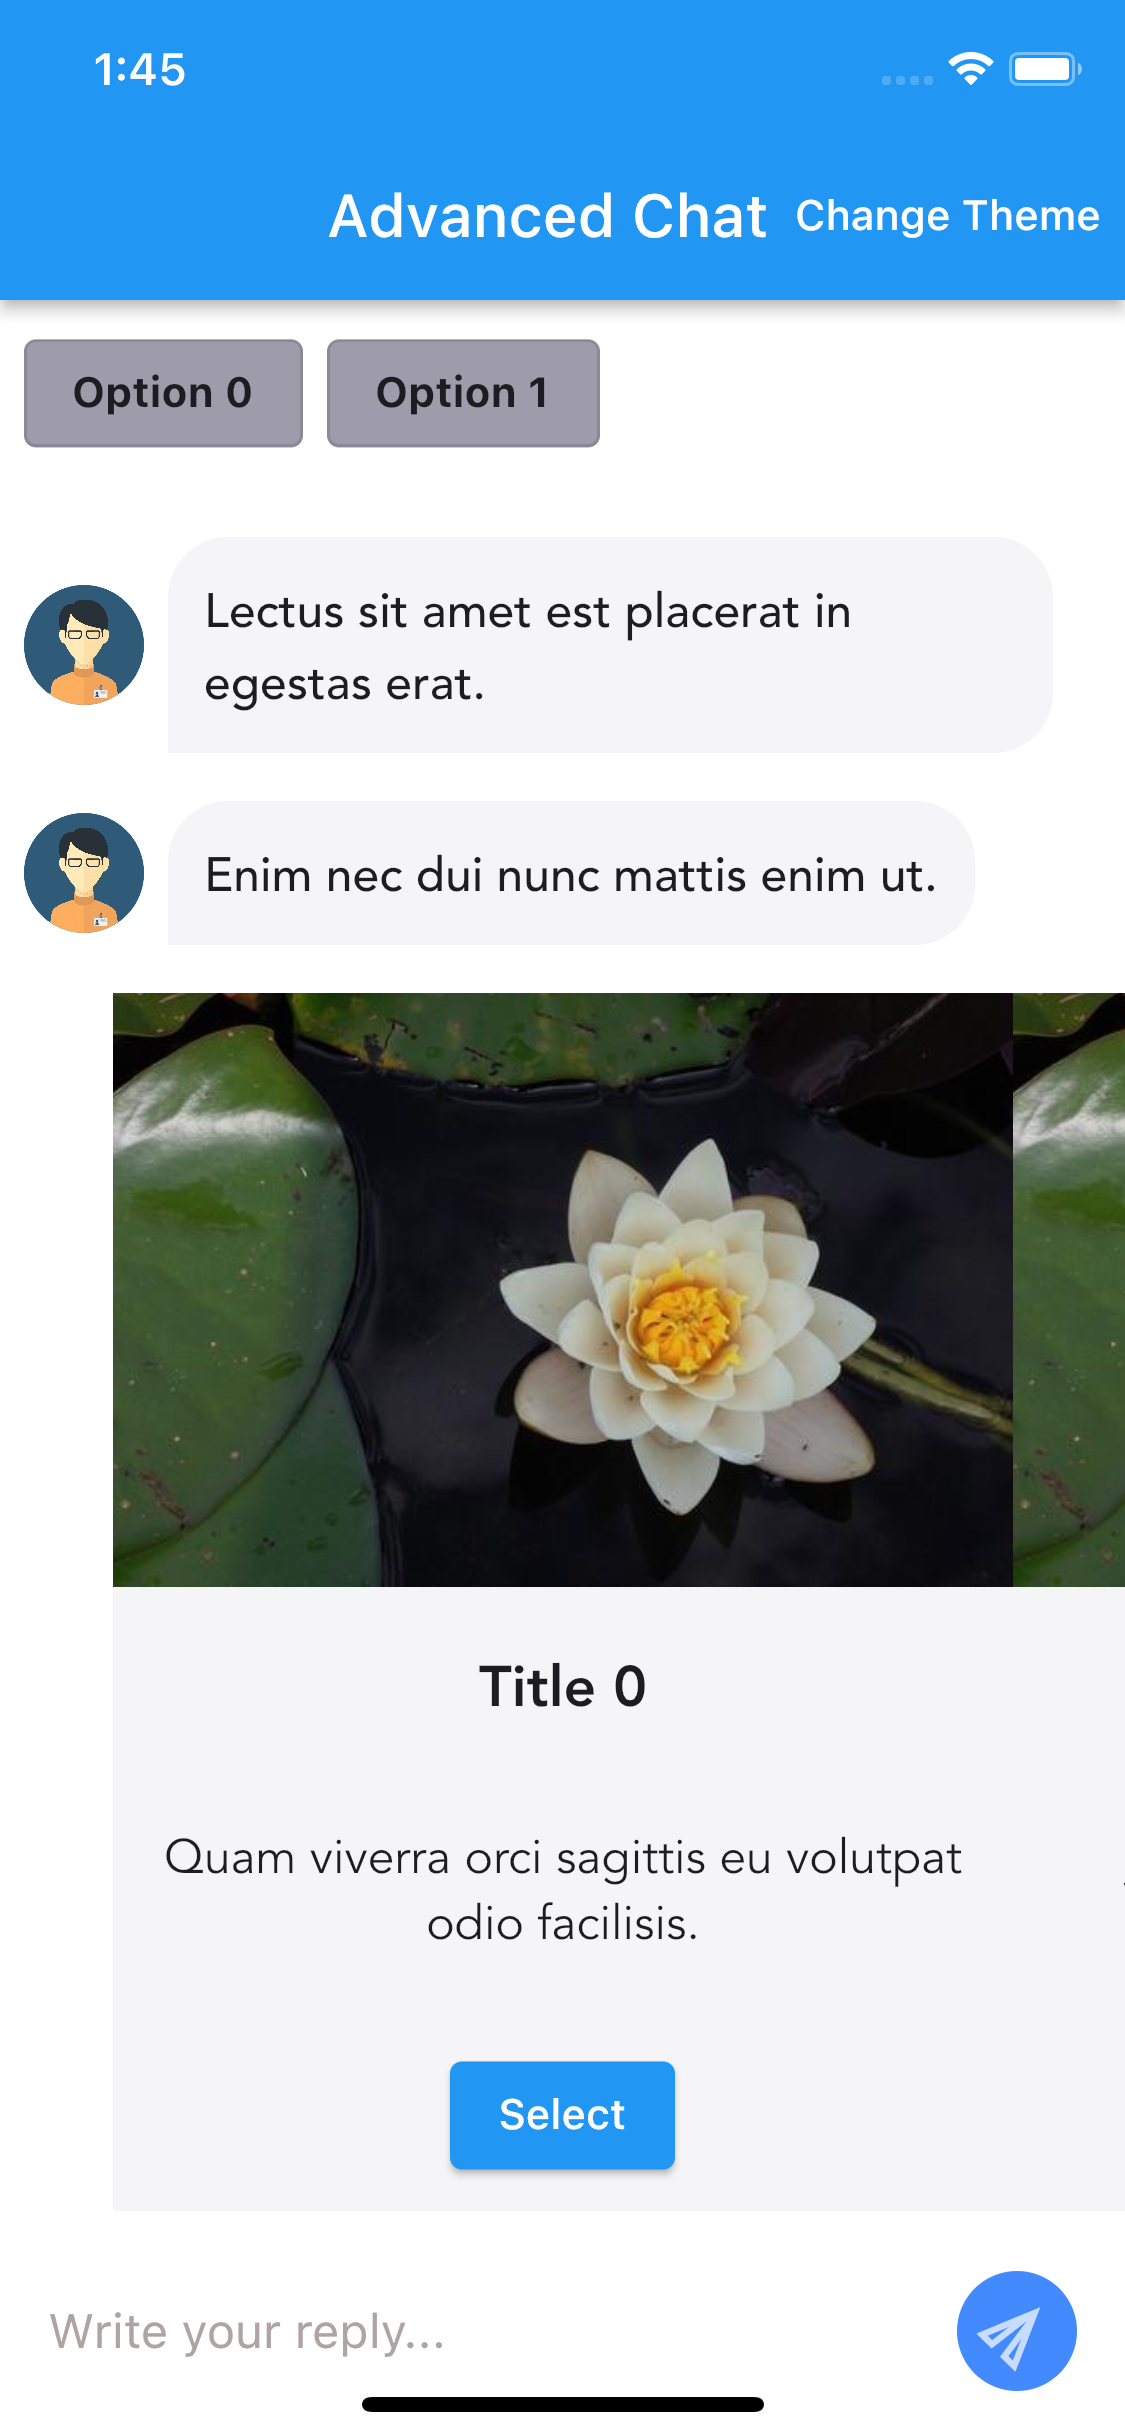 1:45
Advanced Chat Change Theme
Option 0 Option 1
Lectus sit amet est placerat in
egestas erat.
Enim nec dui nunc mattis enim ut.
Title 0
Quam viverra orci sagittis eu volutpat
odio facilisis.
Select
Write your reply...